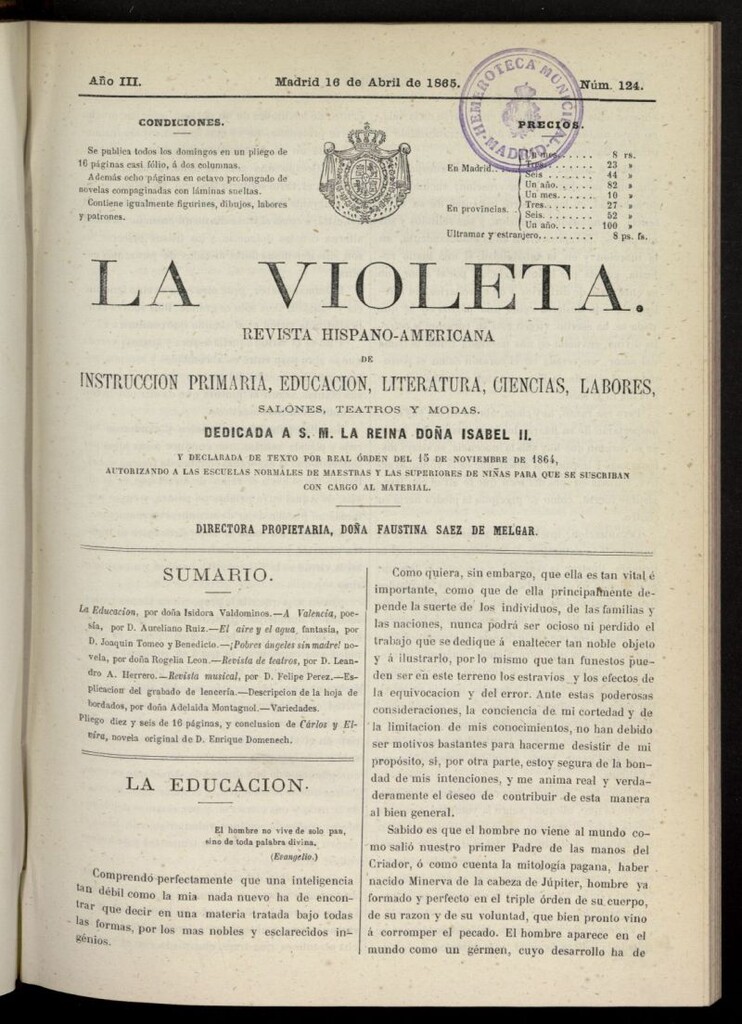 Año III.
Madrid 16 de Abril de 1865.
Núm. 124.
HEMEROTECA MUNICIPAL
MADRID
CONDICIONES.
Se publica todos los domingos en un pliego de
16 páginas casi fólio, á dos columnas.
Además ocho páginas en octavo prolongado de
novelas compaginadas con láminas sueltas.
Contiene igualmente figurines, dibujos, labores
y patrones.
PRECIOS.
En Madrid..
Un mes..... 8 rs.
Tres....... 23 »
Seis....... 44 »
Un año..... 82 »
En provincias.
Un mes..... 10 »
Tres....... 27 »
Seis....... 52 »
Un año..... 100 »
Ultramar y estranjero......... 8 ps. fs.
LA VIOLETA.
REVISTA HISPANO-AMERICANA
DE
INSTRUCCION PRIMARIA, EDUCACION, LITERATURA, CIENCIAS, LABORES,
SALONES, TEATROS Y MODAS.
DEDICADA A S. M. LA REINA DOÑA ISABEL II.
Y DECLARADA DE TEXTO POR REAL ÓRDEN DEL 15 DE NOVIEMBRE DE 1864,
AUTORIZANDO A LAS ESCUELAS NORMALES DE MAESTRAS Y LAS SUPERIORES DE NIÑAS PARA QUE SE SUSCRIBAN
CON CARGO AL MATERIAL.
DIRECTORA PROPIETARIA, DOÑA FAUSTINA SAEZ DE MELGAR.
SUMARIO.
La Educacion, por doña Isidora Valdominos.—A Valencia, poe-
sía, por D. Aureliano Ruiz.—El aire y el agua, fantasía, por
D. Joaquin Tomeo y Benedicto.—¡Pobres ángeles sin madre! no-
vela, por doña Rogelia Leon.—Revista de teatros, por D. Lean-
dro A. Herrero.—Revista musical, por D. Felipe Perez.—Es-
plicacion del grabado de lencería.—Descripcion de la hoja de
bordados, por doña Adelaida Montagnol.—Variedades.
Pliego diez y seis de 16 páginas, y conclusion de Cárlos y El-
vira, novela original de D. Enrique Domenech.
LA EDUCACION.
El hombre no vive de solo pan,
sino de toda palabra divina.
(Evangelio.)
Comprendo perfectamente que una inteligencia
tan débil como la mia nada nuevo ha de encon-
trar que decir en una materia tratada bajo todas
las formas, por los mas nobles y esclarecidos in-
génios.
Como quiera, sin embargo, que ella es tan vital é
importante, como que de ella principalmente de-
pende la suerte de los individuos, de las familias y
las naciones, nunca podrá ser ocioso ni perdido el
trabajo que se dedique á enaltecer tan noble objeto
y á ilustrarlo, por lo mismo que tan funestos pue-
den ser en este terreno los estravíos y los efectos de
la equivocacion y del error. Ante estas poderosas
consideraciones, la conciencia de mi cortedad y de
la limitacion de mis conocimientos, no han debido
ser motivos bastantes para hacerme desistir de mi
propósito, si, por otra parte, estoy segura de la bon-
dad de mis intenciones, y me anima real y verda-
deramente el deseo de contribuir de esta manera
al bien general.
Sabido es que el hombre no viene al mundo co-
mo salió nuestro primer Padre de las manos del
Criador, ó como cuenta la mitología pagana, haber
nacido Minerva de la cabeza de Júpiter, hombre ya
formado y perfecto en el triple órden de su cuerpo,
de su razon y de su voluntad, que bien pronto vino
á corromper el pecado. El hombre aparece en el
mundo como un gérmen, cuyo desarrollo ha de